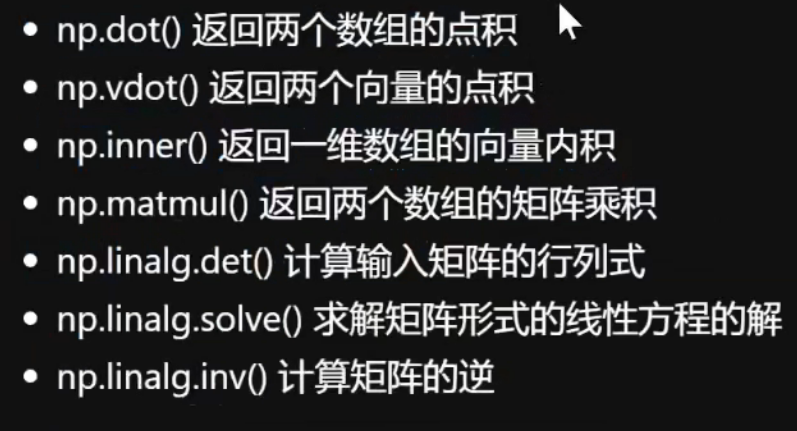 • np.dot() 返回两个数组的点积
• np.vdot() 返回两个向量的点积
• np.inner() 返回一维数组的向量内积
• np.matmul() 返回两个数组的矩阵乘积
• np.linalg.det() 计算输入矩阵的行列式
• np.linalg.solve() 求解矩阵形式的线性方程的解
• np.linalg.inv() 计算矩阵的逆